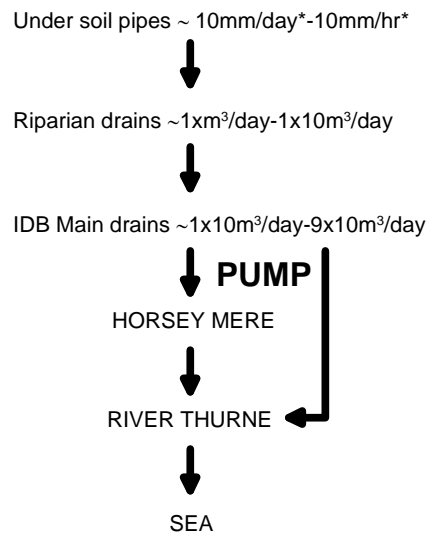 Under soil pipes ~ 10mm/day*-10mm/hr*
Riparian drains ~1xm³/day-1x10m³/day
IDB Main drains ~1x10m³/day-9x10m³/day
PUMP
HORSEY MERE
RIVER THURNE
SEA